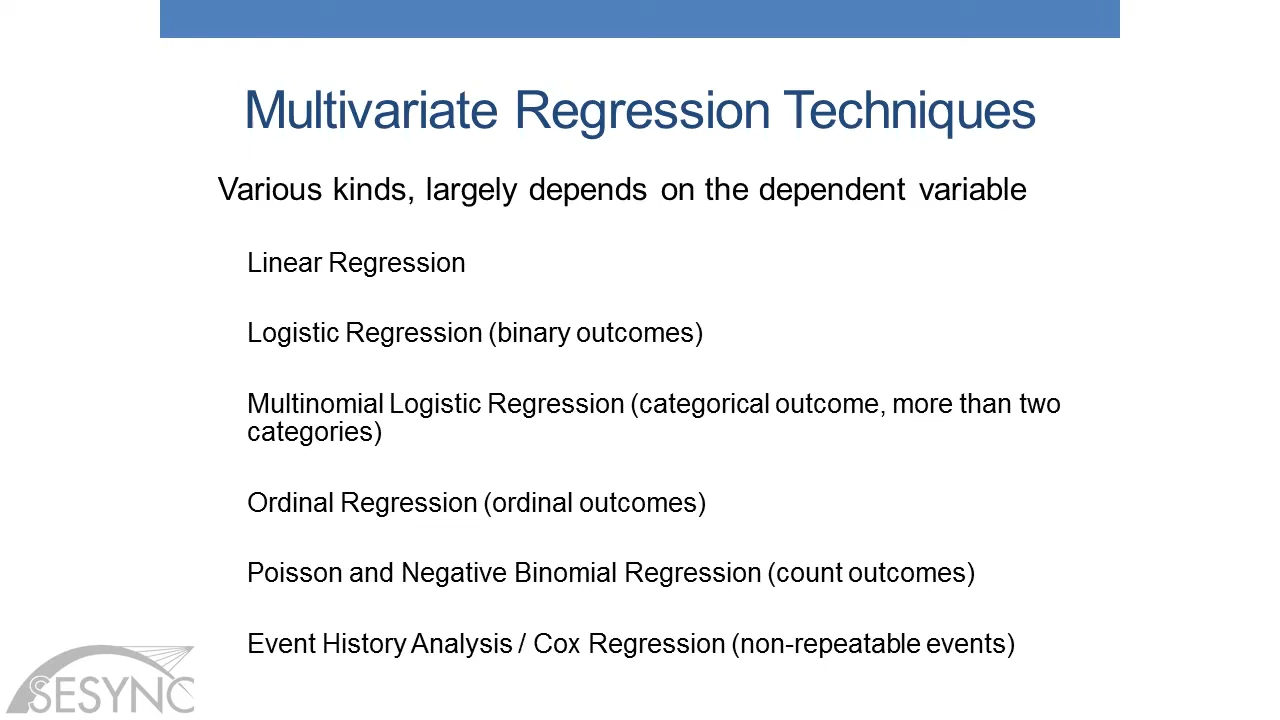 Multivariate Regression Techniques
Various kinds, largely depends on the dependent variable
Linear Regression
Logistic Regression (binary outcomes)
Multinomial Logistic Regression (categorical outcome, more than two
categories)
Ordinal Regression (ordinal outcomes)
Poisson and Negative Binomial Regression (count outcomes)
Event History Analysis / Cox Regression (non-repeatable events)
SESYNC